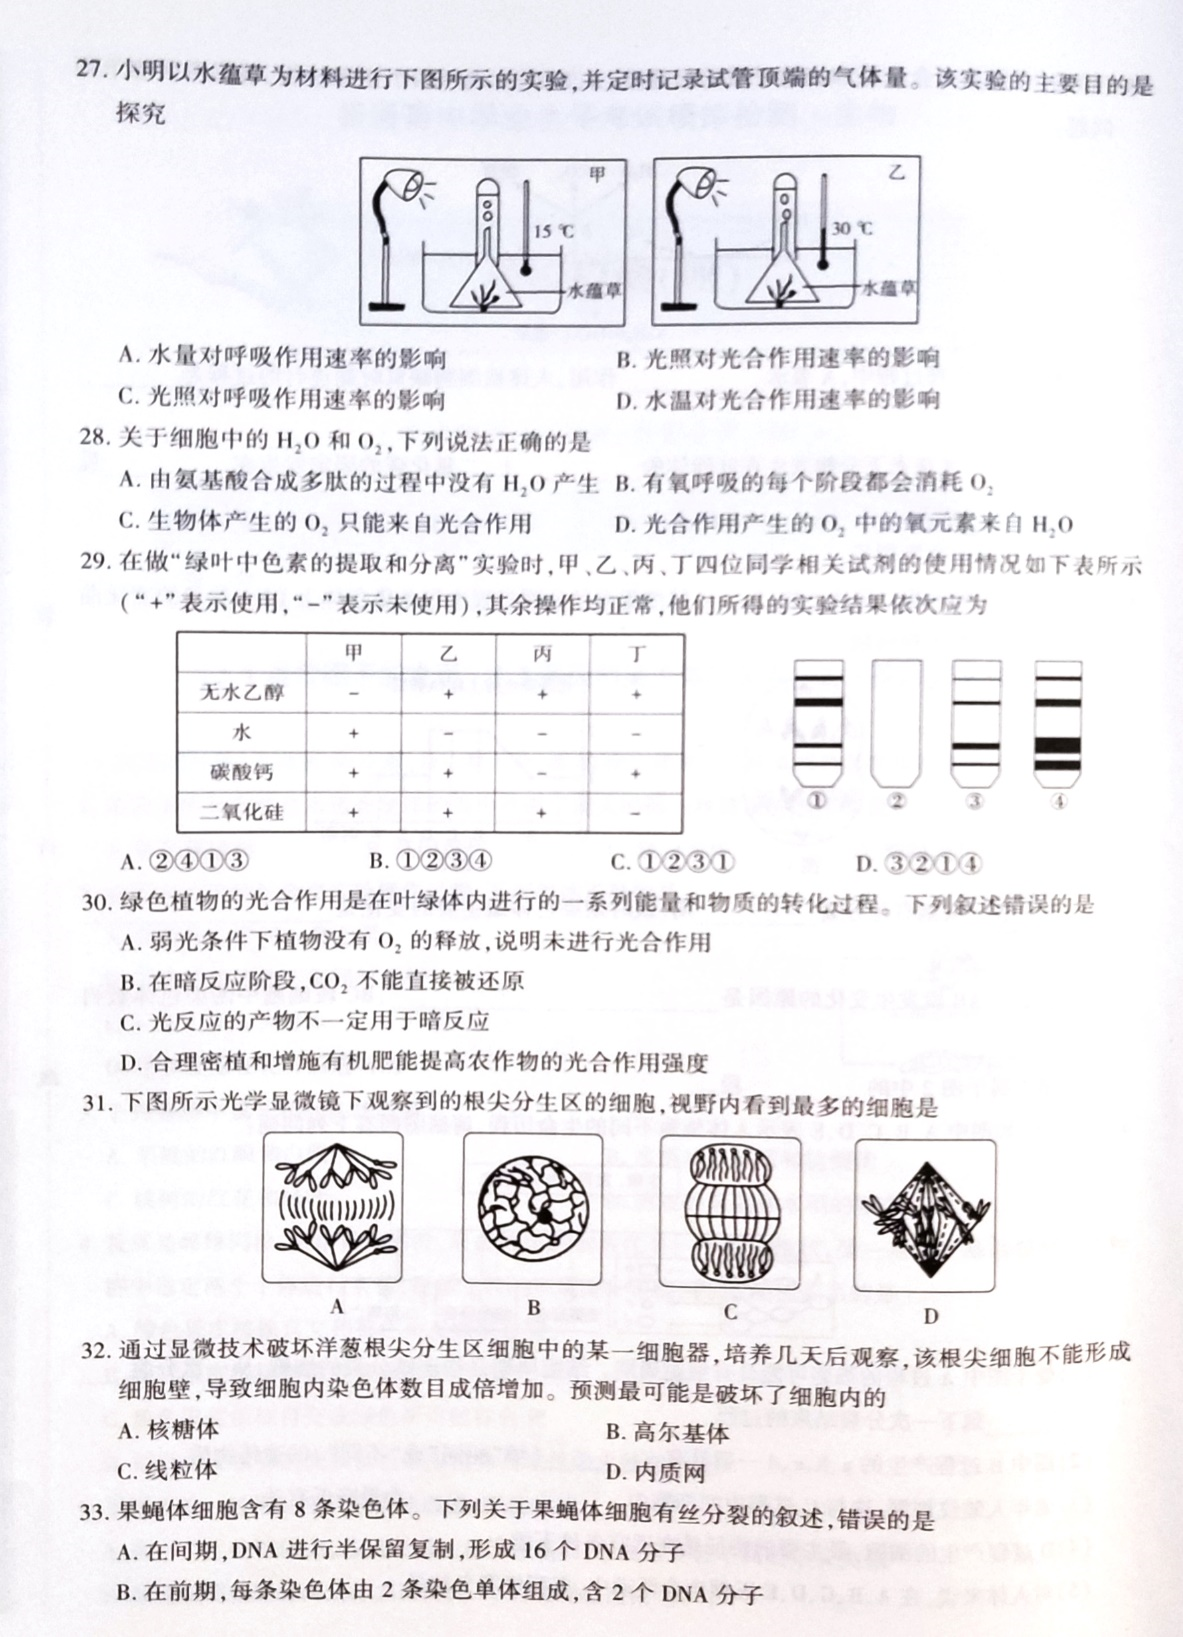 27. 小明以水蕴草为材料进行下图所示的实验,并定时记录试管顶端的气体量。该实验的主要目的是
探究
甲
15 ℃
水蕴草
乙
30 ℃
水蕴草
A. 水量对呼吸作用速率的影响 B. 光照对光合作用速率的影响
C. 光照对呼吸作用速率的影响 D. 水温对光合作用速率的影响
28. 关于细胞中的 H₂O 和 O₂,下列说法正确的是
A. 由氨基酸合成多肽的过程中没有 H₂O 产生 B. 有氧呼吸的每个阶段都会消耗 O₂
C. 生物体产生的 O₂ 只能来自光合作用 D. 光合作用产生的 O₂ 中的氧元素来自 H₂O
29. 在做“绿叶中色素的提取和分离”实验时,甲、乙、丙、丁四位同学相关试剂的使用情况如下表所示
(“+”表示使用,“-”表示未使用),其余操作均正常,他们所得的实验结果依次应为
甲 乙 丙 丁
无水乙醇 - + + +
水 + - - -
碳酸钙 + + - +
二氧化硅 + + + -
① ② ③ ④
A. ②④①③ B. ①②③④ C. ①②③① D. ③②①④
30. 绿色植物的光合作用是在叶绿体内进行的一系列能量和物质的转化过程。下列叙述错误的是
A. 弱光条件下植物没有 O₂ 的释放,说明未进行光合作用
B. 在暗反应阶段,CO₂ 不能直接被还原
C. 光反应的产物不一定用于暗反应
D. 合理密植和增施有机肥能提高农作物的光合作用强度
31. 下图所示光学显微镜下观察到的根尖分生区的细胞,视野内看到最多的细胞是
A B C D
32. 通过显微技术破坏洋葱根尖分生区细胞中的某一细胞器,培养几天后观察,该根尖细胞不能形成
细胞壁,导致细胞内染色体数目成倍增加。预测最可能是破坏了细胞内的
A. 核糖体 B. 高尔基体
C. 线粒体 D. 内质网
33. 果蝇体细胞含有 8 条染色体。下列关于果蝇体细胞有丝分裂的叙述,错误的是
A. 在间期,DNA 进行半保留复制,形成 16 个 DNA 分子
B. 在前期,每条染色体由 2 条染色单体组成,含 2 个 DNA 分子